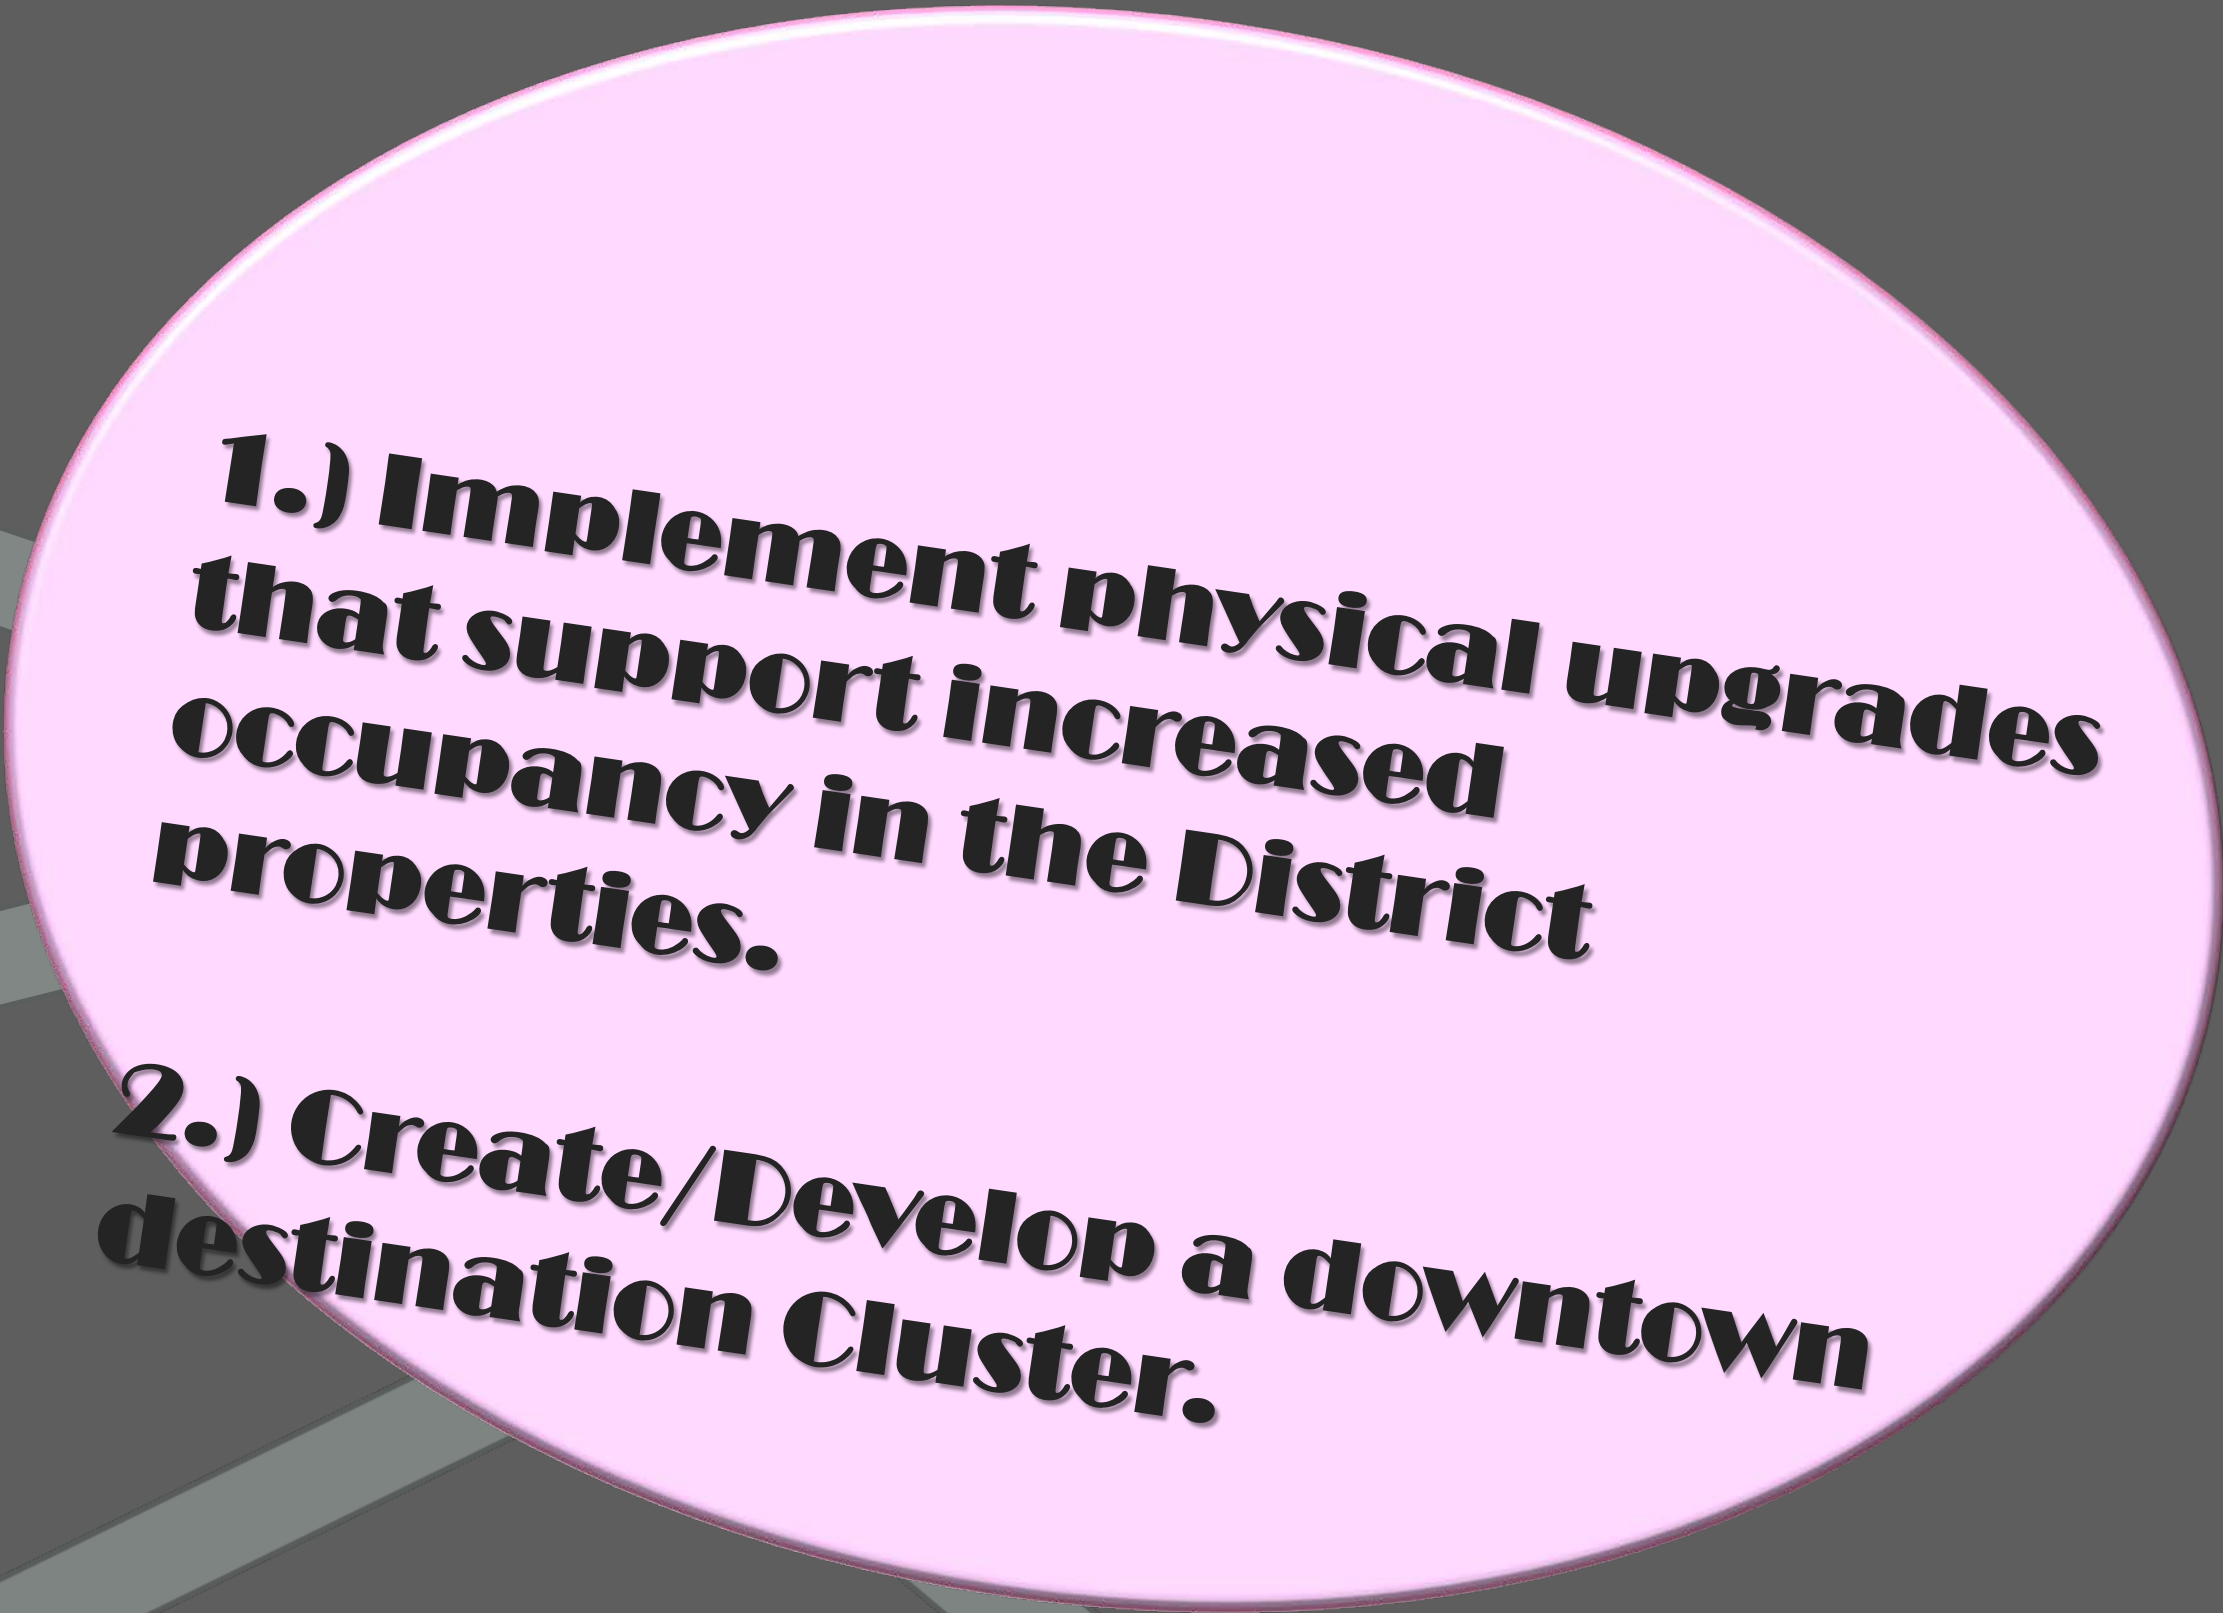 1.) Implement physical upgrades
that support increased
occupancy in the District
properties.
2.) Create/Develop a downtown
destination Cluster.